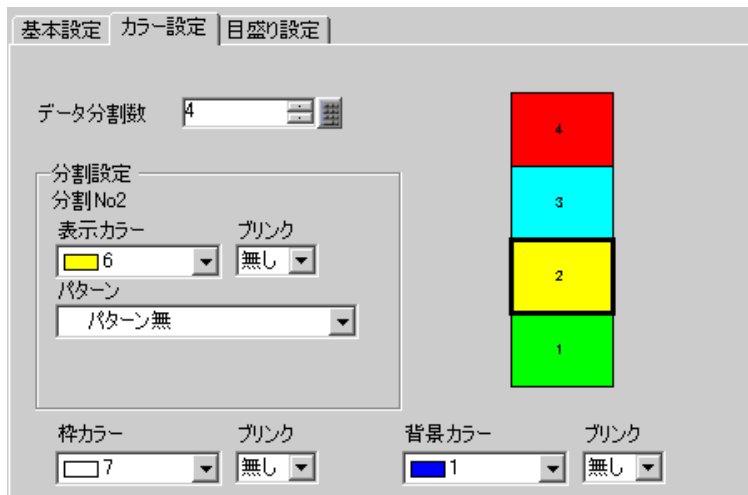 基本設定 カラー設定 目盛り設定
データ分割数 4
分割設定
分割No2
表示カラー ブリンク
6 無し
パターン
パターン無
枠カラー ブリンク 背景カラー ブリンク
7 無し 1 無し
4
3
2
1